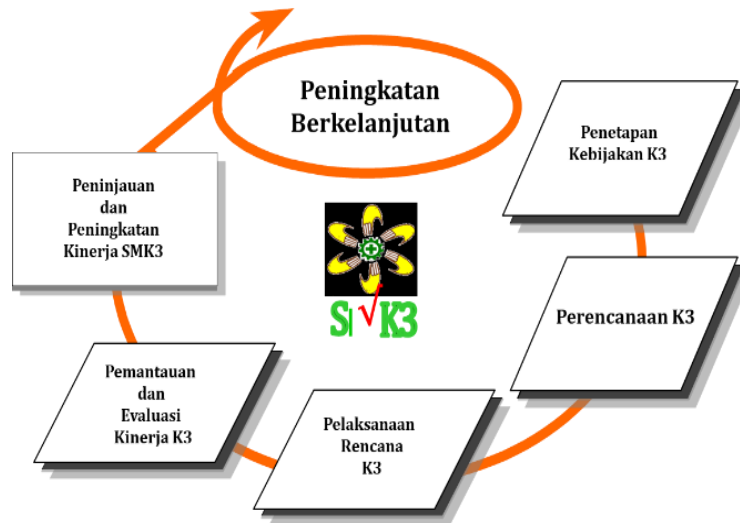 Peningkatan
Berkelanjutan
Penetapan
Kebijakan K3
Perencanaan K3
Pelaksanaan
Rencana
K3
Pemantauan
dan
Evaluasi
Kinerja K3
Peninjauan
dan
Peningkatan
Kinerja SMK3
S| √ K3